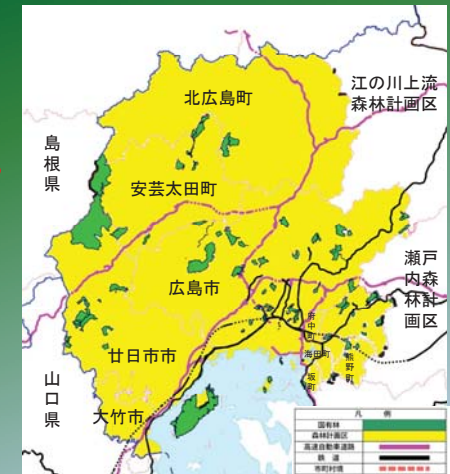 北広島町
江の川上流
森林計画区
島根県
安芸太田町
広島市
瀬戸
内森
林計
画区
府中町
海田町
熊野町
坂町
廿日市市
山口県
大竹市
凡 例
国有林
森林計画区
高速自動車道路
鉄 道
市町村境